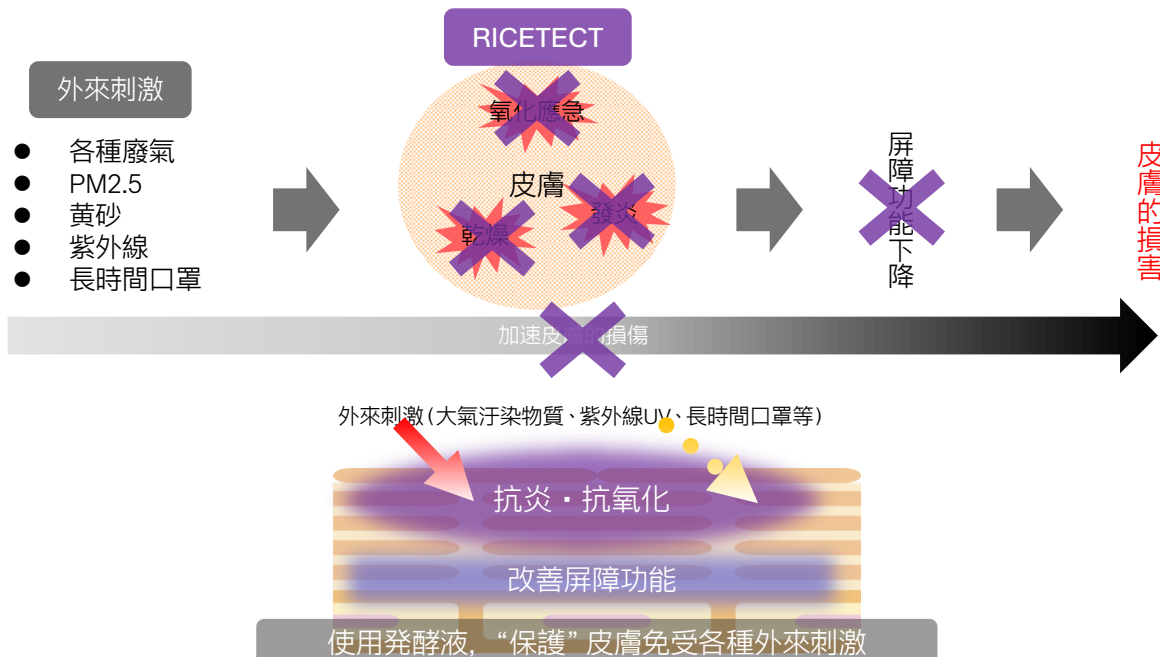 RICETECT
外來刺激
● 各種廢氣
● PM2.5
● 黄砂
● 紫外線
● 長時間口罩
氧化應急
皮膚
發炎
乾燥
屏障功能下降
皮膚的損害
加速皮膚的損傷
外來刺激(大氣汙染物質、紫外線UV、長時間口罩等)
抗炎・抗氧化
改善屏障功能
使用発酵液,“保護”皮膚免受各種外來刺激